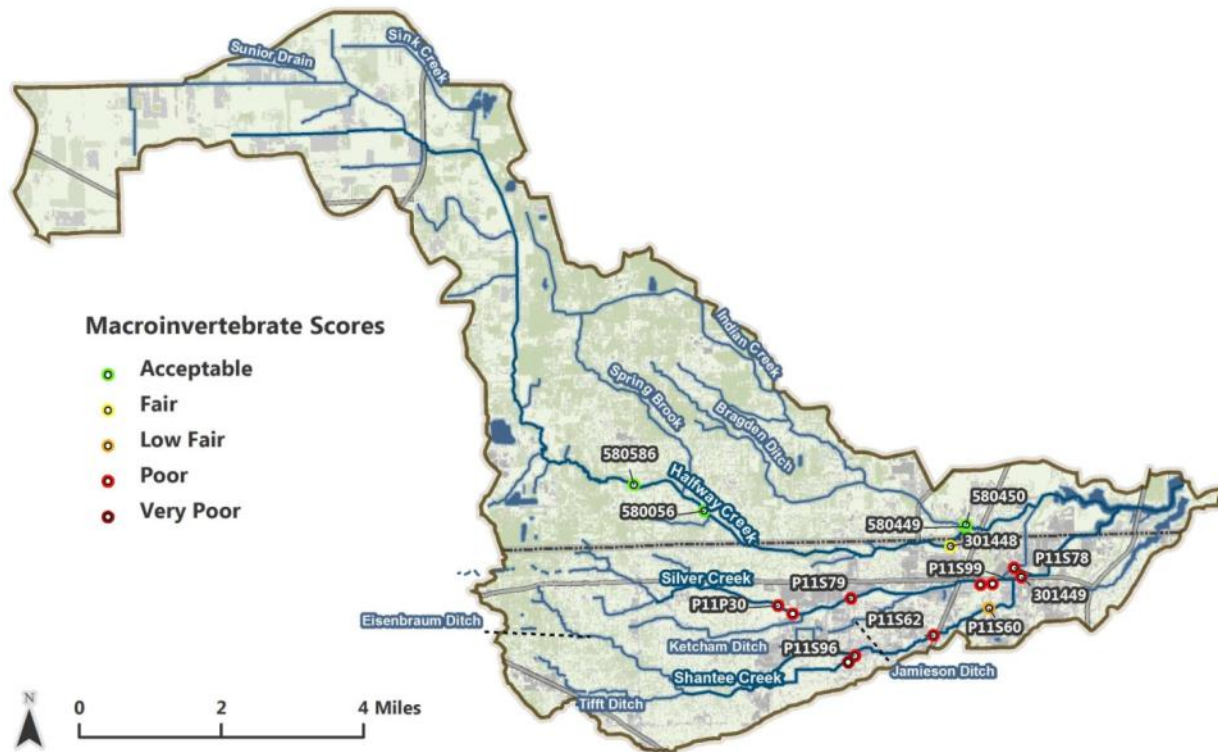 Sunior Drain
Sink Creek
Indian Creek
Spring Brook
Bragden Ditch
Macroinvertebrate Scores
Acceptable
Fair
Low Fair
Poor
Very Poor
580586
Halfway Creek
580056
580450
580449
301448
P11S78
P11S99
Silver Creek
P11S79
P11P30
301449
P11S62
P11S60
Eisenbraum Ditch
Ketcham Ditch
P11S96
Jamieson Ditch
Shantee Creek
Tifft Ditch
N
0 2 4 Miles